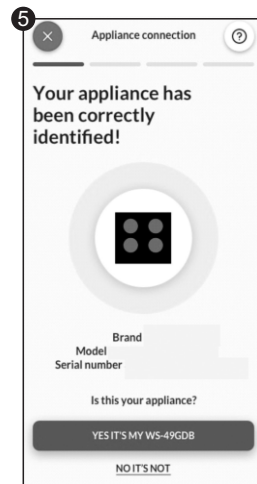 5
Appliance connection
?
Your appliance has
been correctly
identified!
Brand
Model
Serial number
Is this your appliance?
YES IT'S MY WS-49GDB
NO IT'S NOT